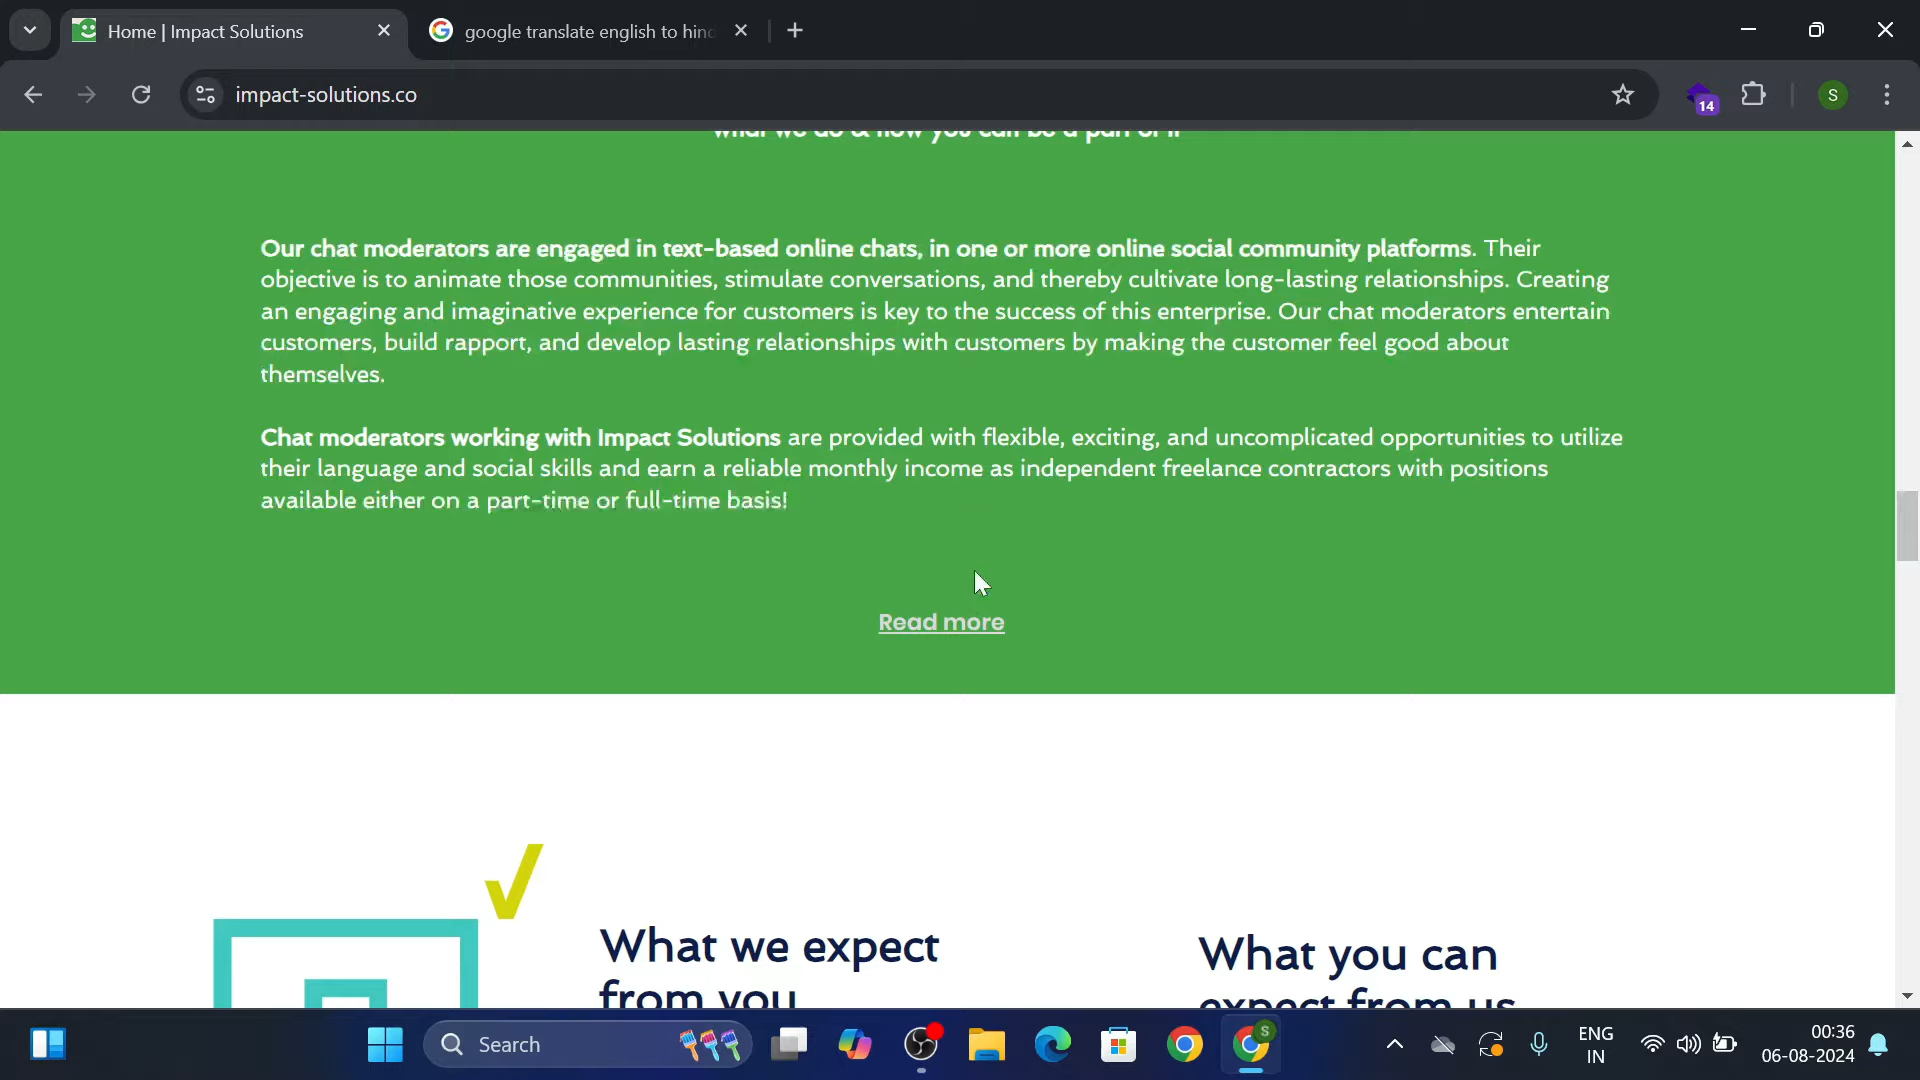 Home | Impact Solutions
google translate english to hin
impact-solutions.co
14
S
what we do & how you can be a part of it
Our chat moderators are engaged in text-based online chats, in one or more online social community platforms. Their
objective is to animate those communities, stimulate conversations, and thereby cultivate long-lasting relationships. Creating
an engaging and imaginative experience for customers is key to the success of this enterprise. Our chat moderators entertain
customers, build rapport, and develop lasting relationships with customers by making the customer feel good about
themselves.
Chat moderators working with Impact Solutions are provided with flexible, exciting, and uncomplicated opportunities to utilize
their language and social skills and earn a reliable monthly income as independent freelance contractors with positions
available either on a part-time or full-time basis!
Read more
What we expect
from you
What you can
expect from us
Search
S
ENG
IN
00:36
06-08-2024